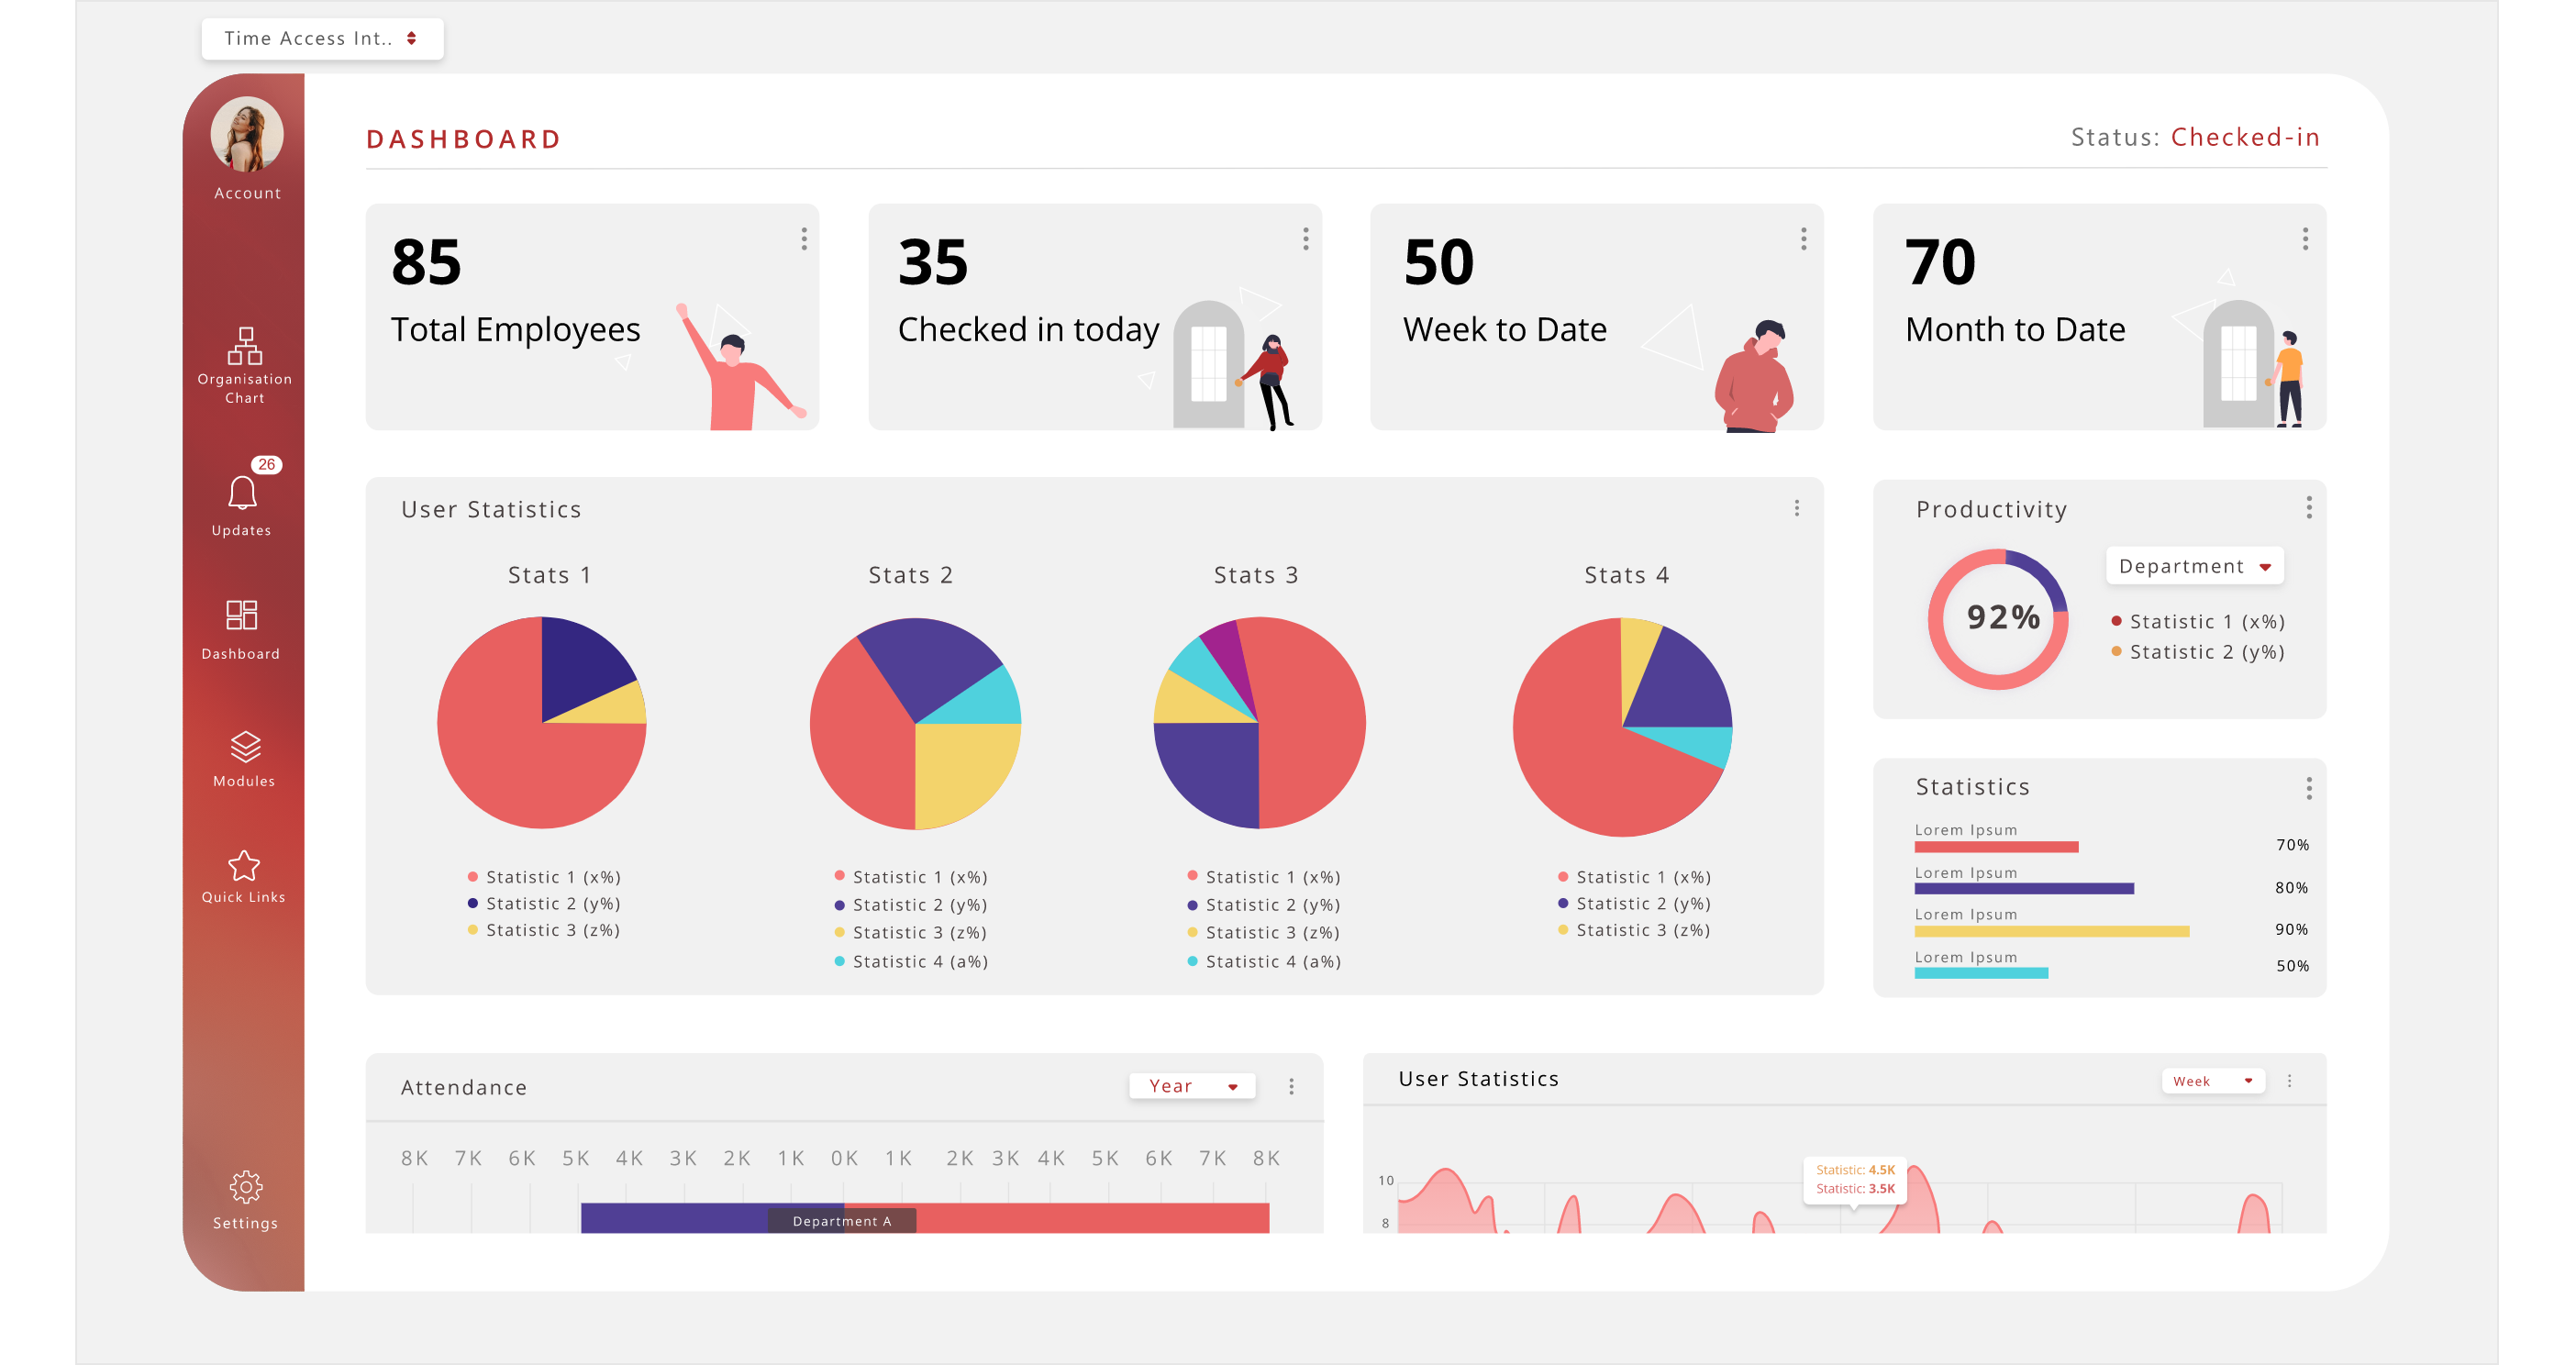 Time Access Int..
Account
Organisation
Chart
26
Updates
Dashboard
Modules
Quick Links
Settings
DASHBOARD
Status: Checked-in
85
Total Employees
35
Checked in today
50
Week to Date
70
Month to Date
User Statistics
Stats 1
Statistic 1 (x%)
Statistic 2 (y%)
Statistic 3 (z%)
Stats 2
Statistic 1 (x%)
Statistic 2 (y%)
Statistic 3 (z%)
Statistic 4 (a%)
Stats 3
Statistic 1 (x%)
Statistic 2 (y%)
Statistic 3 (z%)
Statistic 4 (a%)
Stats 4
Statistic 1 (x%)
Statistic 2 (y%)
Statistic 3 (z%)
Productivity
92%
Department
Statistic 1 (x%)
Statistic 2 (y%)
Statistics
Lorem Ipsum
70%
Lorem Ipsum
80%
Lorem Ipsum
90%
Lorem Ipsum
50%
Attendance
Year
8K 7K 6K 5K 4K 3K 2K 1K 0K 1K 2K 3K 4K 5K 6K 7K 8K
Department A
User Statistics
Week
10
8
Statistic: 4.5K
Statistic: 3.5K